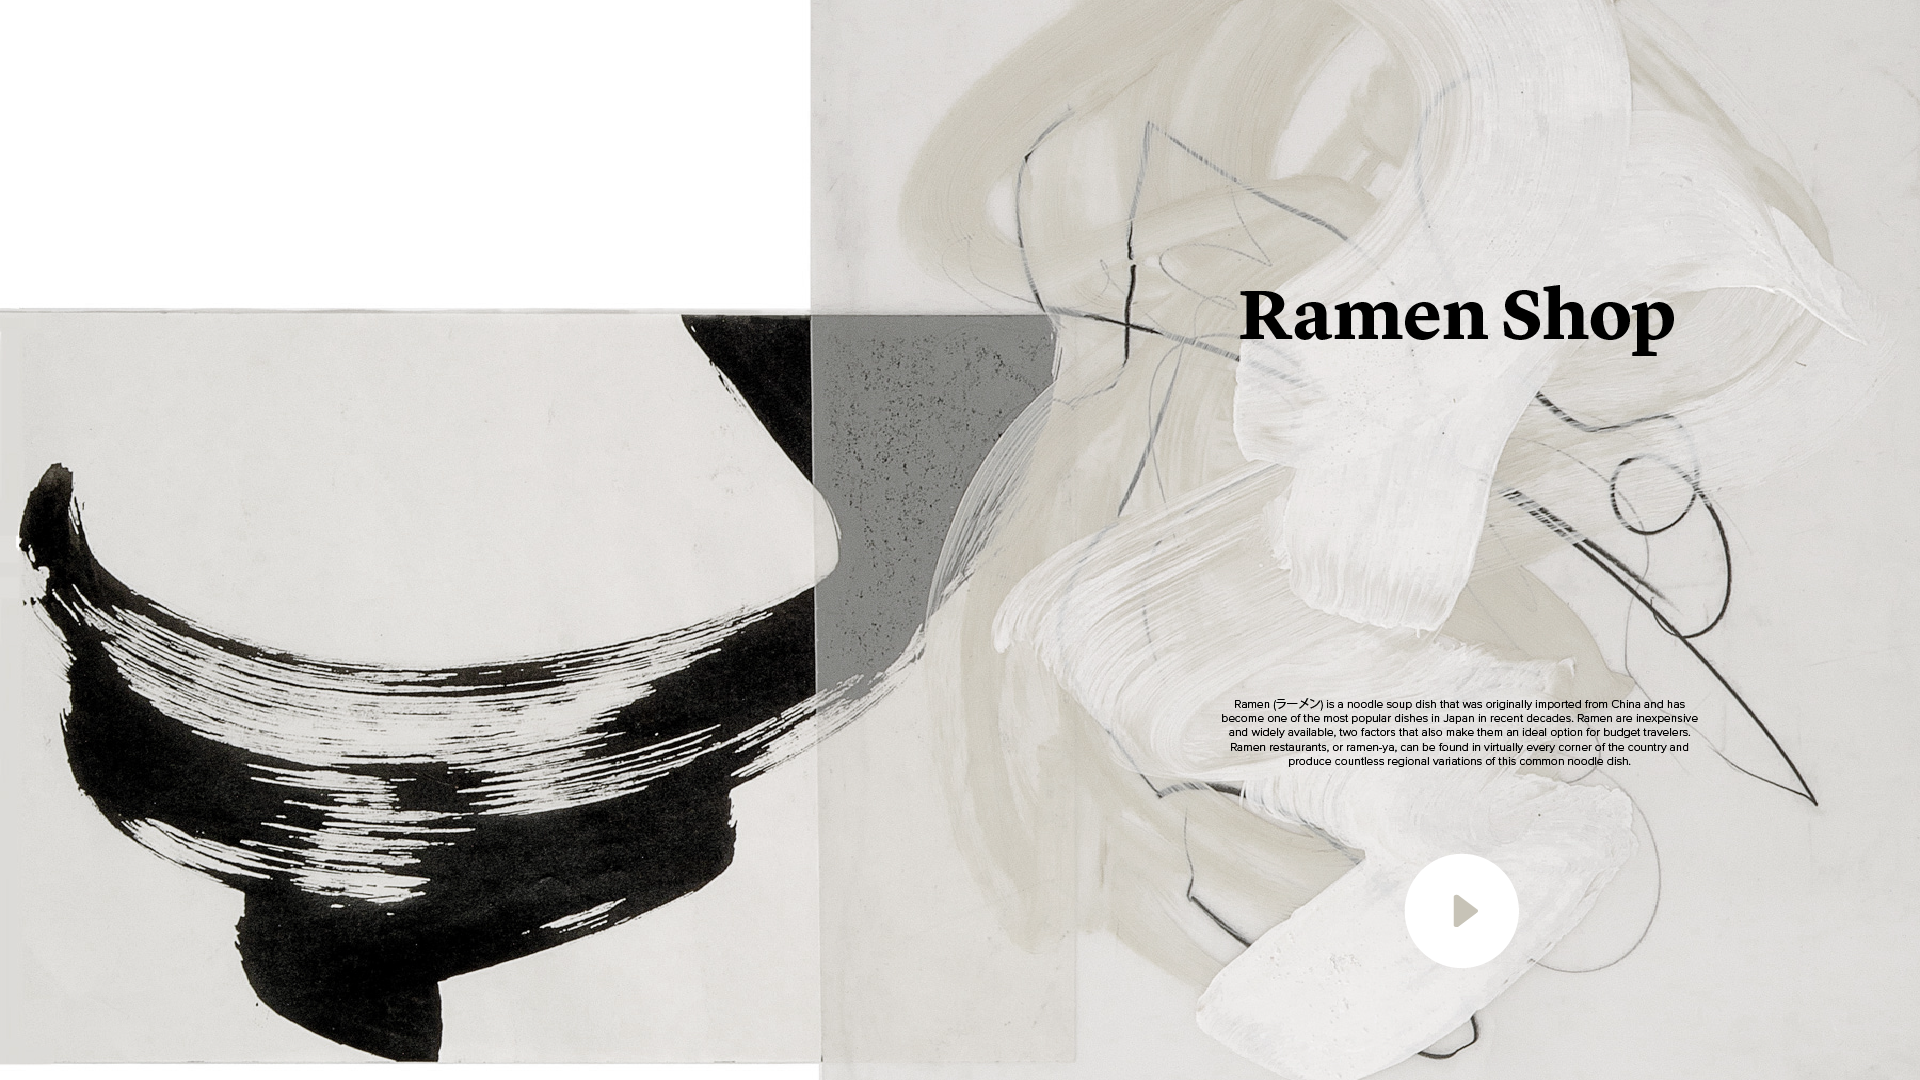 Ramen Shop
Ramen (ラーメン) is a noodle soup dish that was originally imported from China and has
become one of the most popular dishes in Japan in recent decades. Ramen are inexpensive
and widely available, two factors that also make them an ideal option for budget travelers.
Ramen restaurants, or ramen-ya, can be found in virtually every corner of the country and
produce countless regional variations of this common noodle dish.